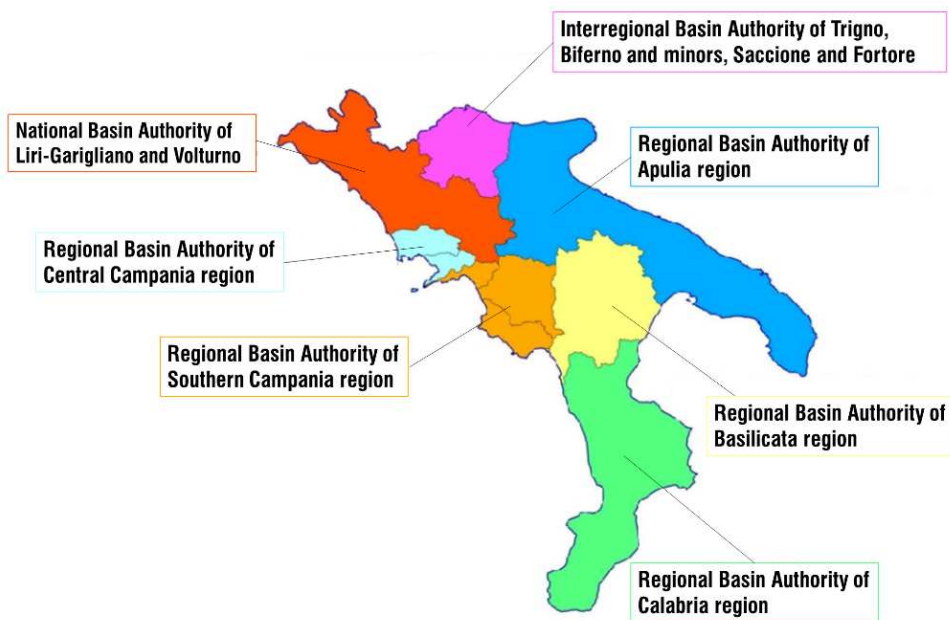 Interregional Basin Authority of Trigno,
Biferno and minors, Saccione and Fortore
National Basin Authority of
Liri-Garigliano and Volturno
Regional Basin Authority of
Apulia region
Regional Basin Authority of
Central Campania region
Regional Basin Authority of
Southern Campania region
Regional Basin Authority of
Basilicata region
Regional Basin Authority of
Calabria region